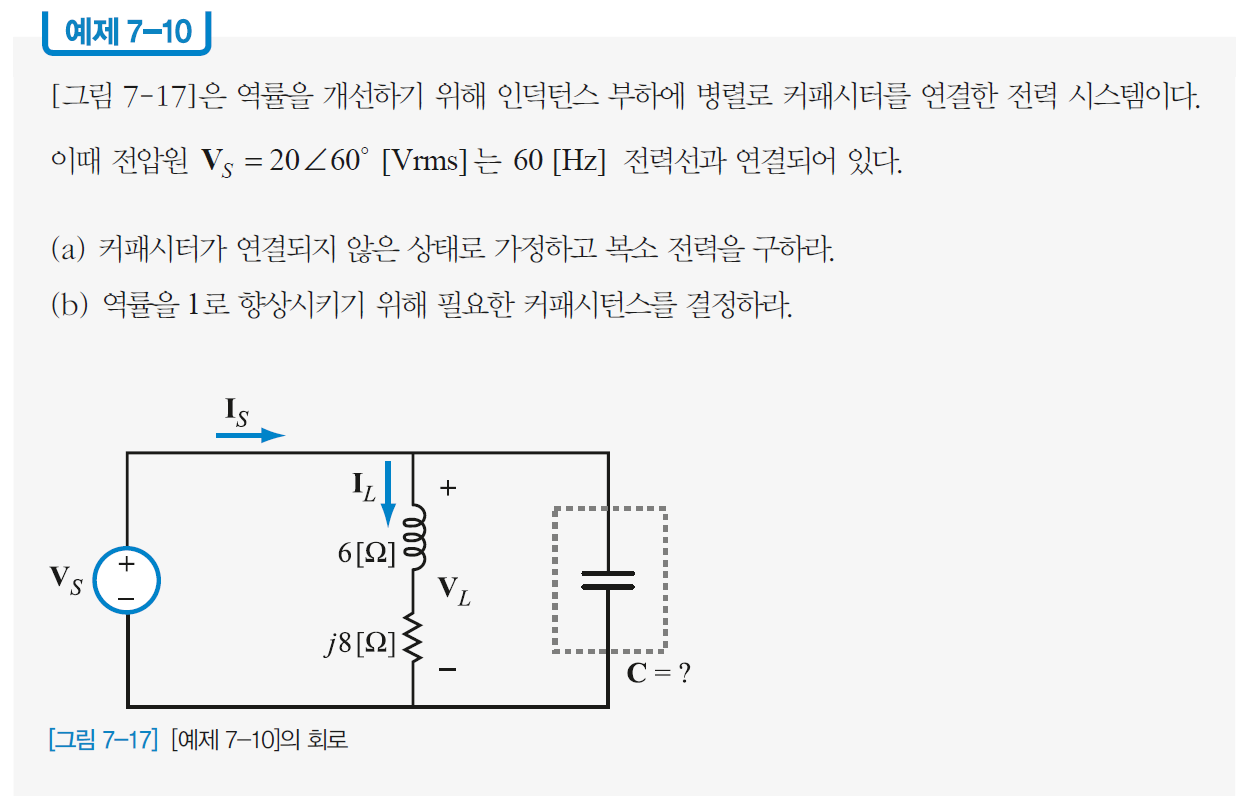 예제 7-10
[그림 7-17]은 역률을 개선하기 위해 인덕턴스 부하에 병렬로 커패시터를 연결한 전력 시스템이다.
이때 전압원 V_S = 20∠60° [Vrms]는 60 [Hz] 전력선과 연결되어 있다.
(a) 커패시터가 연결되지 않은 상태로 가정하고 복소 전력을 구하라.
(b) 역률을 1로 향상시키기 위해 필요한 커패시턴스를 결정하라.
I_S
I_L
+
6[Ω]
+
V_S
−
V_L
j8[Ω]
−
C = ?
[그림 7-17] [예제 7-10]의 회로